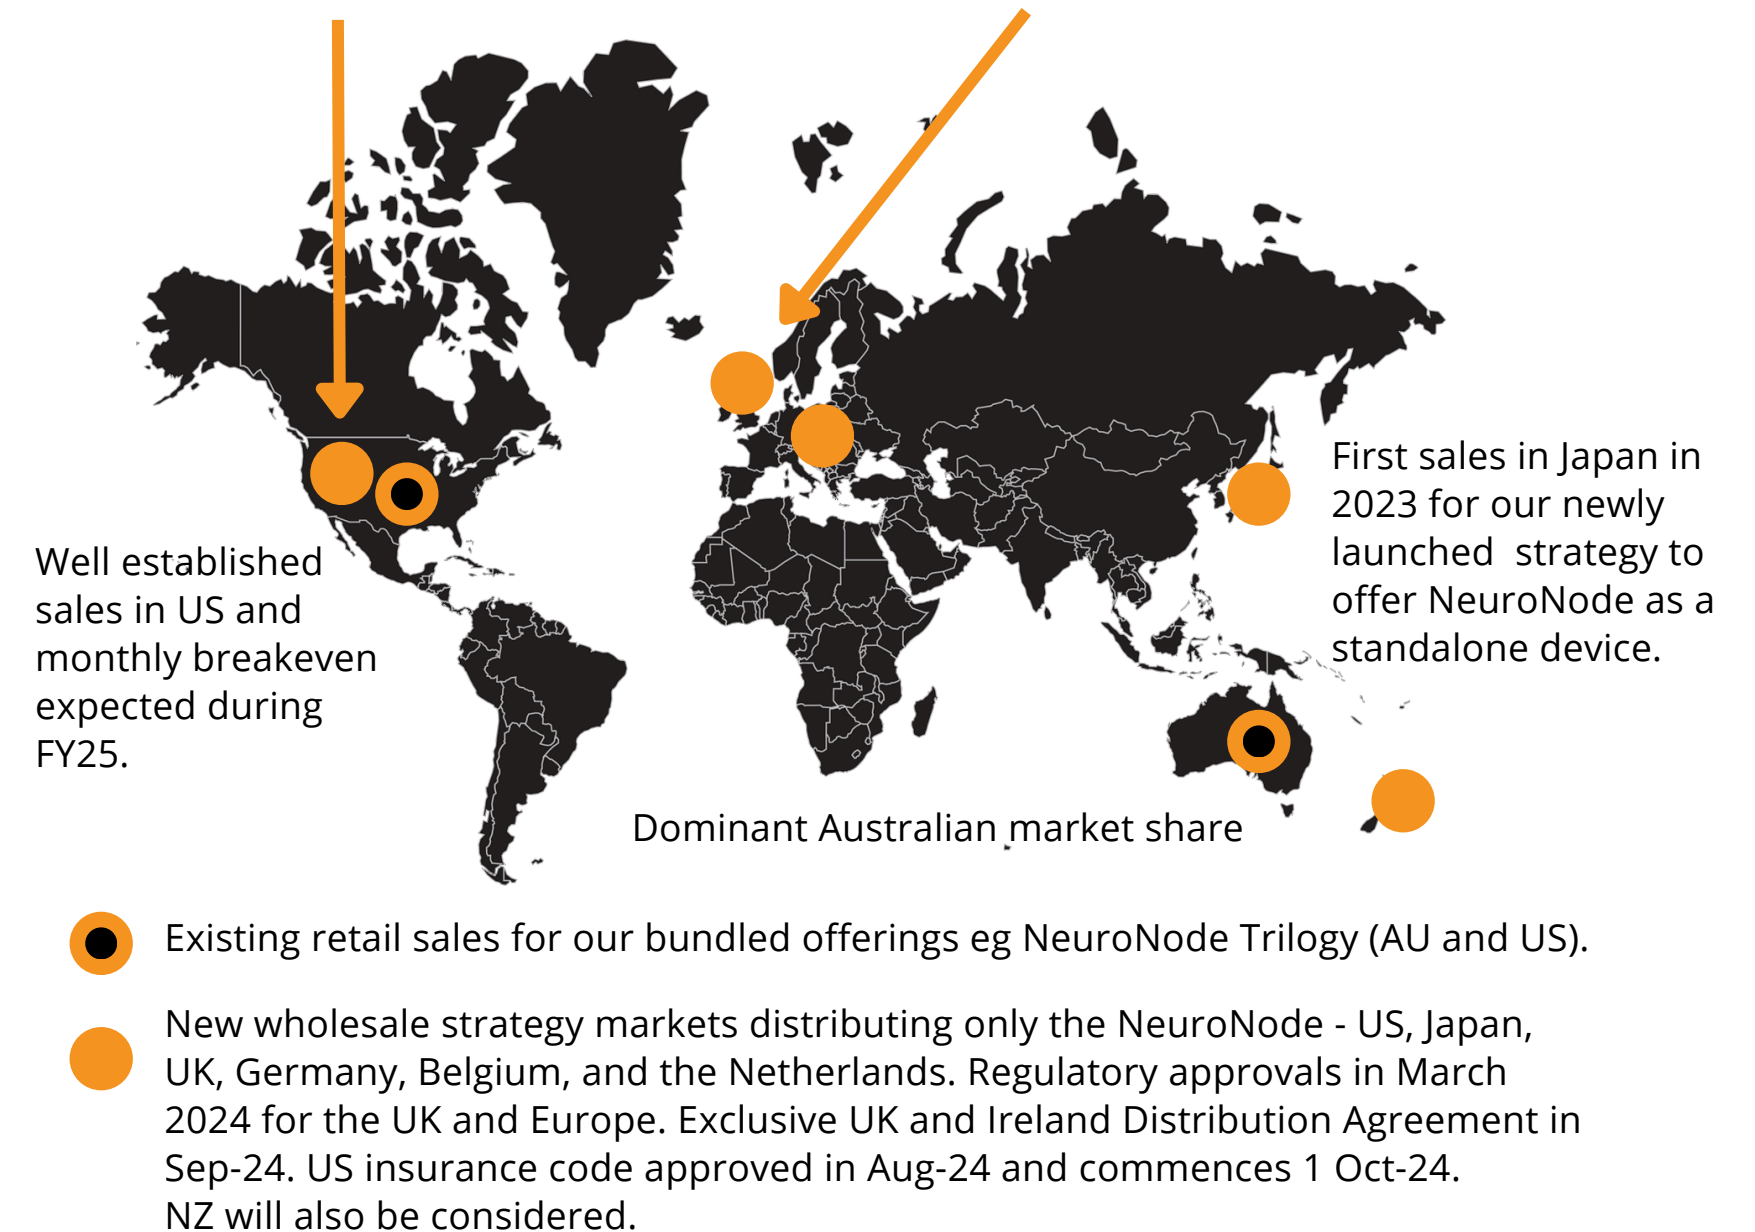 Well established
sales in US and
monthly breakeven
expected during
FY25.
First sales in Japan in
2023 for our newly
launched  strategy to
offer NeuroNode as a
standalone device.
Dominant Australian market share
Existing retail sales for our bundled offerings eg NeuroNode Trilogy (AU and US).
New wholesale strategy markets distributing only the NeuroNode - US, Japan,
UK, Germany, Belgium, and the Netherlands. Regulatory approvals in March
2024 for the UK and Europe. Exclusive UK and Ireland Distribution Agreement in
Sep-24. US insurance code approved in Aug-24 and commences 1 Oct-24.
NZ will also be considered.